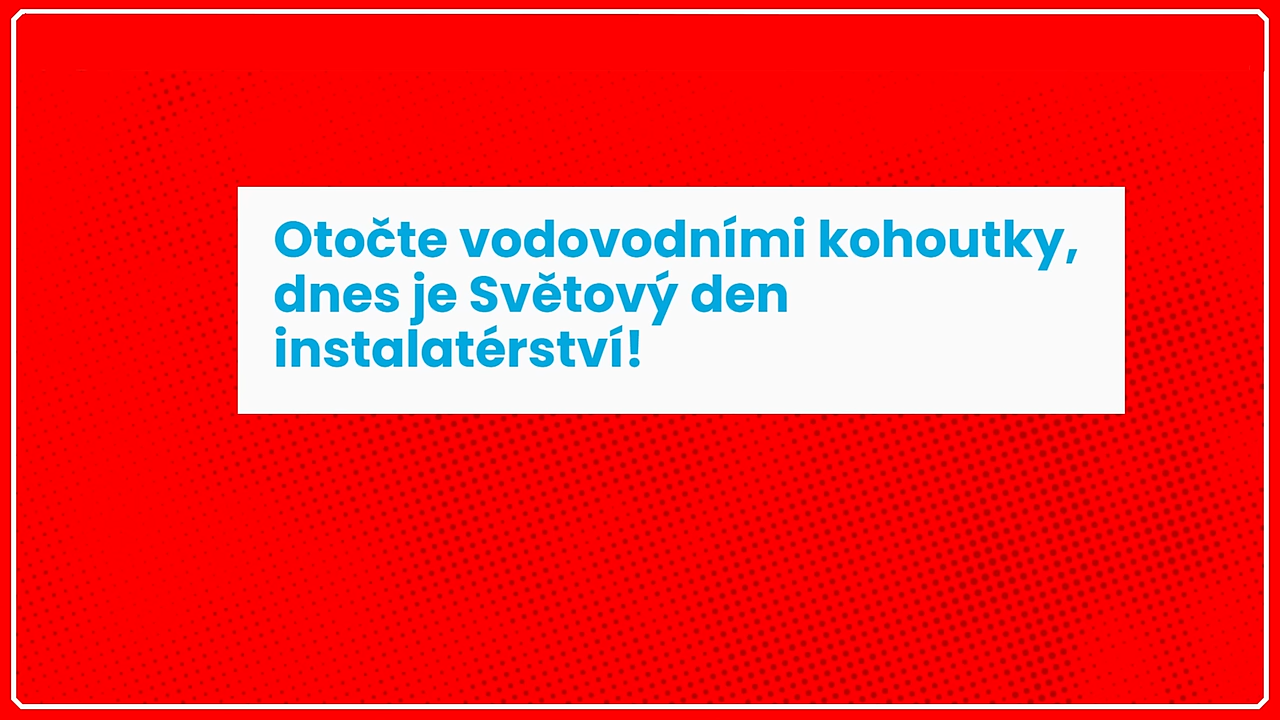 Otočte vodovodními kohoutky,
dnes je Světový den
instalatérství!